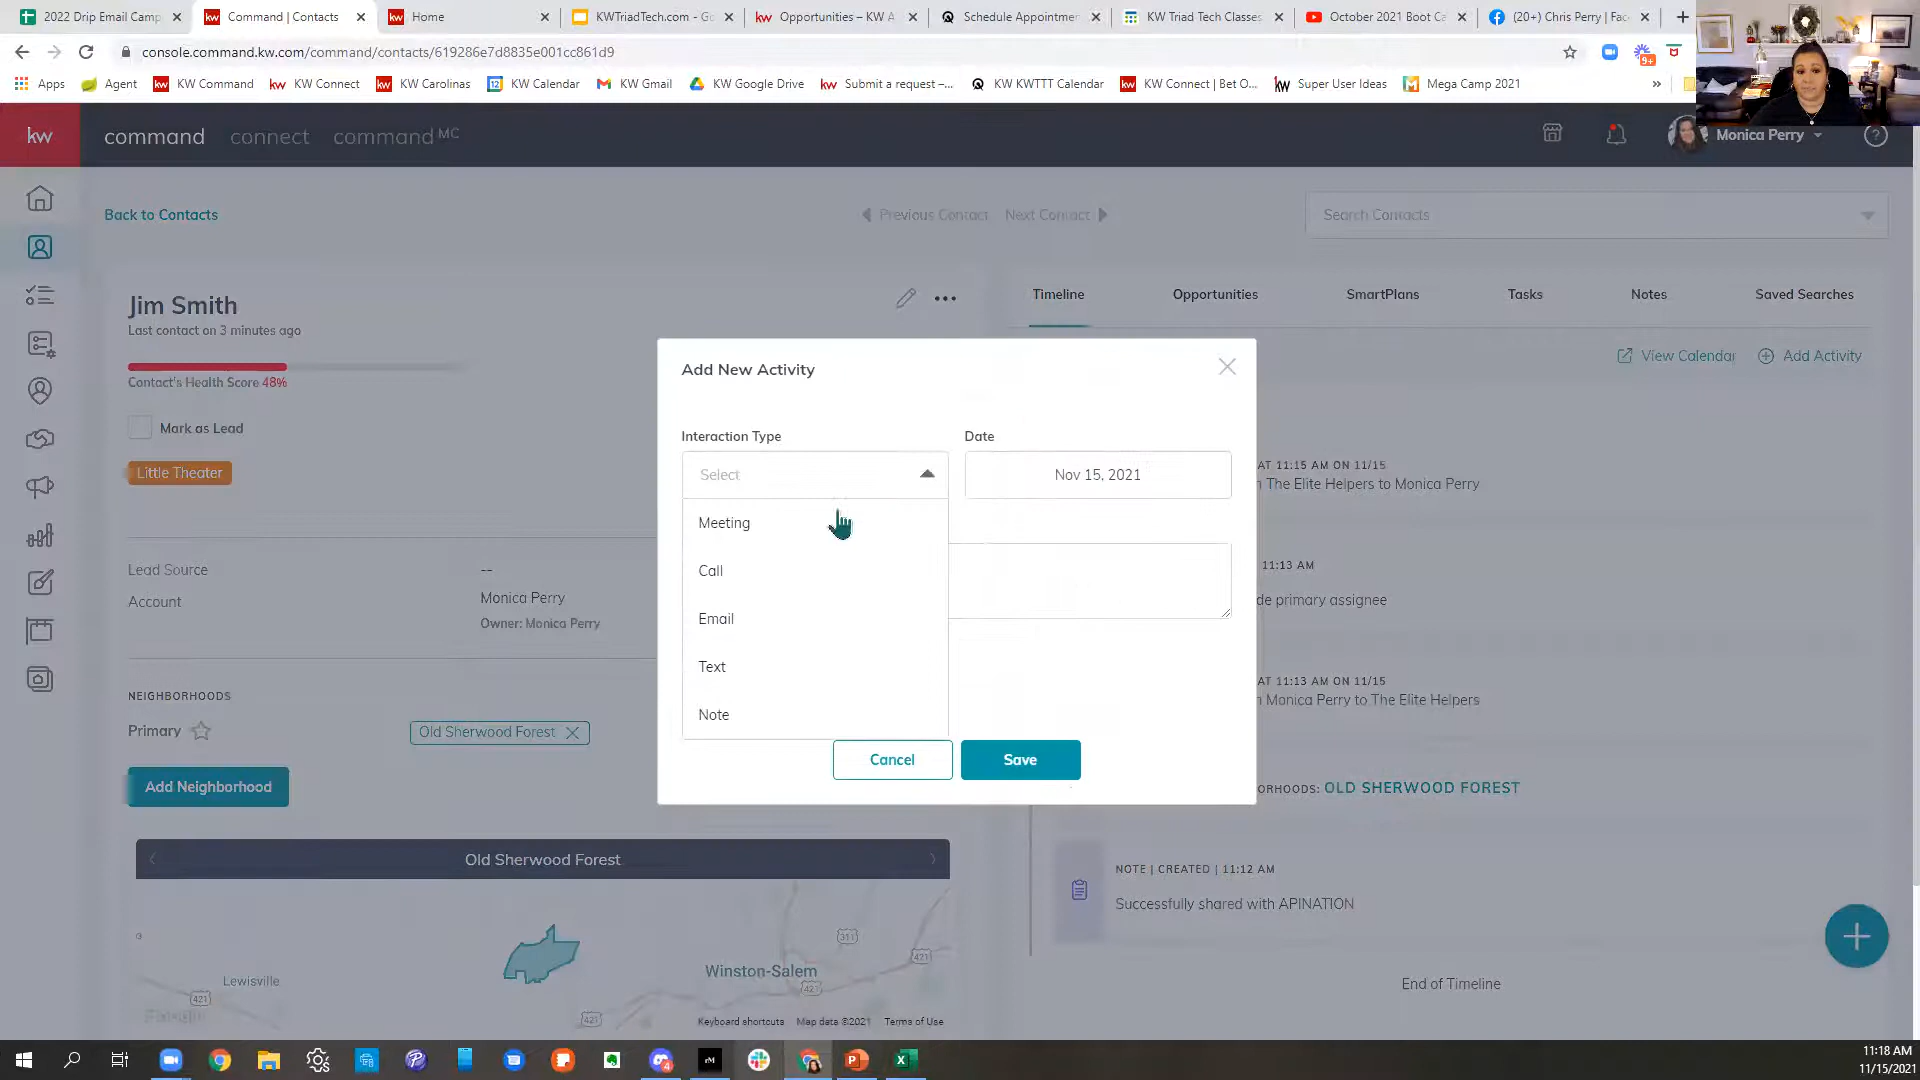 2022 Drip Email Camp
Command | Contacts
Home
KWTriadTech.com - Go
Opportunities – KW A
Schedule Appointmen
KW Triad Tech Classes
October 2021 Boot Ca
(20+) Chris Perry | Fac
console.command.kw.com/command/contacts/619286e7d8835e001cc861d9
9+
Apps
Agent
KW Command
KW Connect
KW Carolinas
KW Calendar
KW Gmail
KW Google Drive
Submit a request –...
KW KWTTT Calendar
KW Connect | Bet O...
Super User Ideas
Mega Camp 2021
kw
command
connect
command MC
Monica Perry
Back to Contacts
Previous Contact
Next Contact
Search Contacts
Jim Smith
Last contact on 3 minutes ago
Contact's Health Score 48%
Mark as Lead
Little Theater
Lead Source
--
Account
Monica Perry
Owner: Monica Perry
NEIGHBORHOODS
Primary
Old Sherwood Forest
Add Neighborhood
Old Sherwood Forest
Lewisville
Winston-Salem
311
421
421
421
421
Keyboard shortcuts
Map data ©2021
Terms of Use
Timeline
Opportunities
SmartPlans
Tasks
Notes
Saved Searches
View Calendar
Add Activity
AT 11:15 AM ON 11/15
The Elite Helpers to Monica Perry
11:13 AM
de primary assignee
AT 11:13 AM ON 11/15
Monica Perry to The Elite Helpers
ORHOODS: OLD SHERWOOD FOREST
NOTE | CREATED | 11:12 AM
Successfully shared with APINATION
End of Timeline
Add New Activity
Interaction Type
Date
Select
Nov 15, 2021
Meeting
Call
Email
Text
Note
Cancel
Save
11:18 AM
11/15/2021